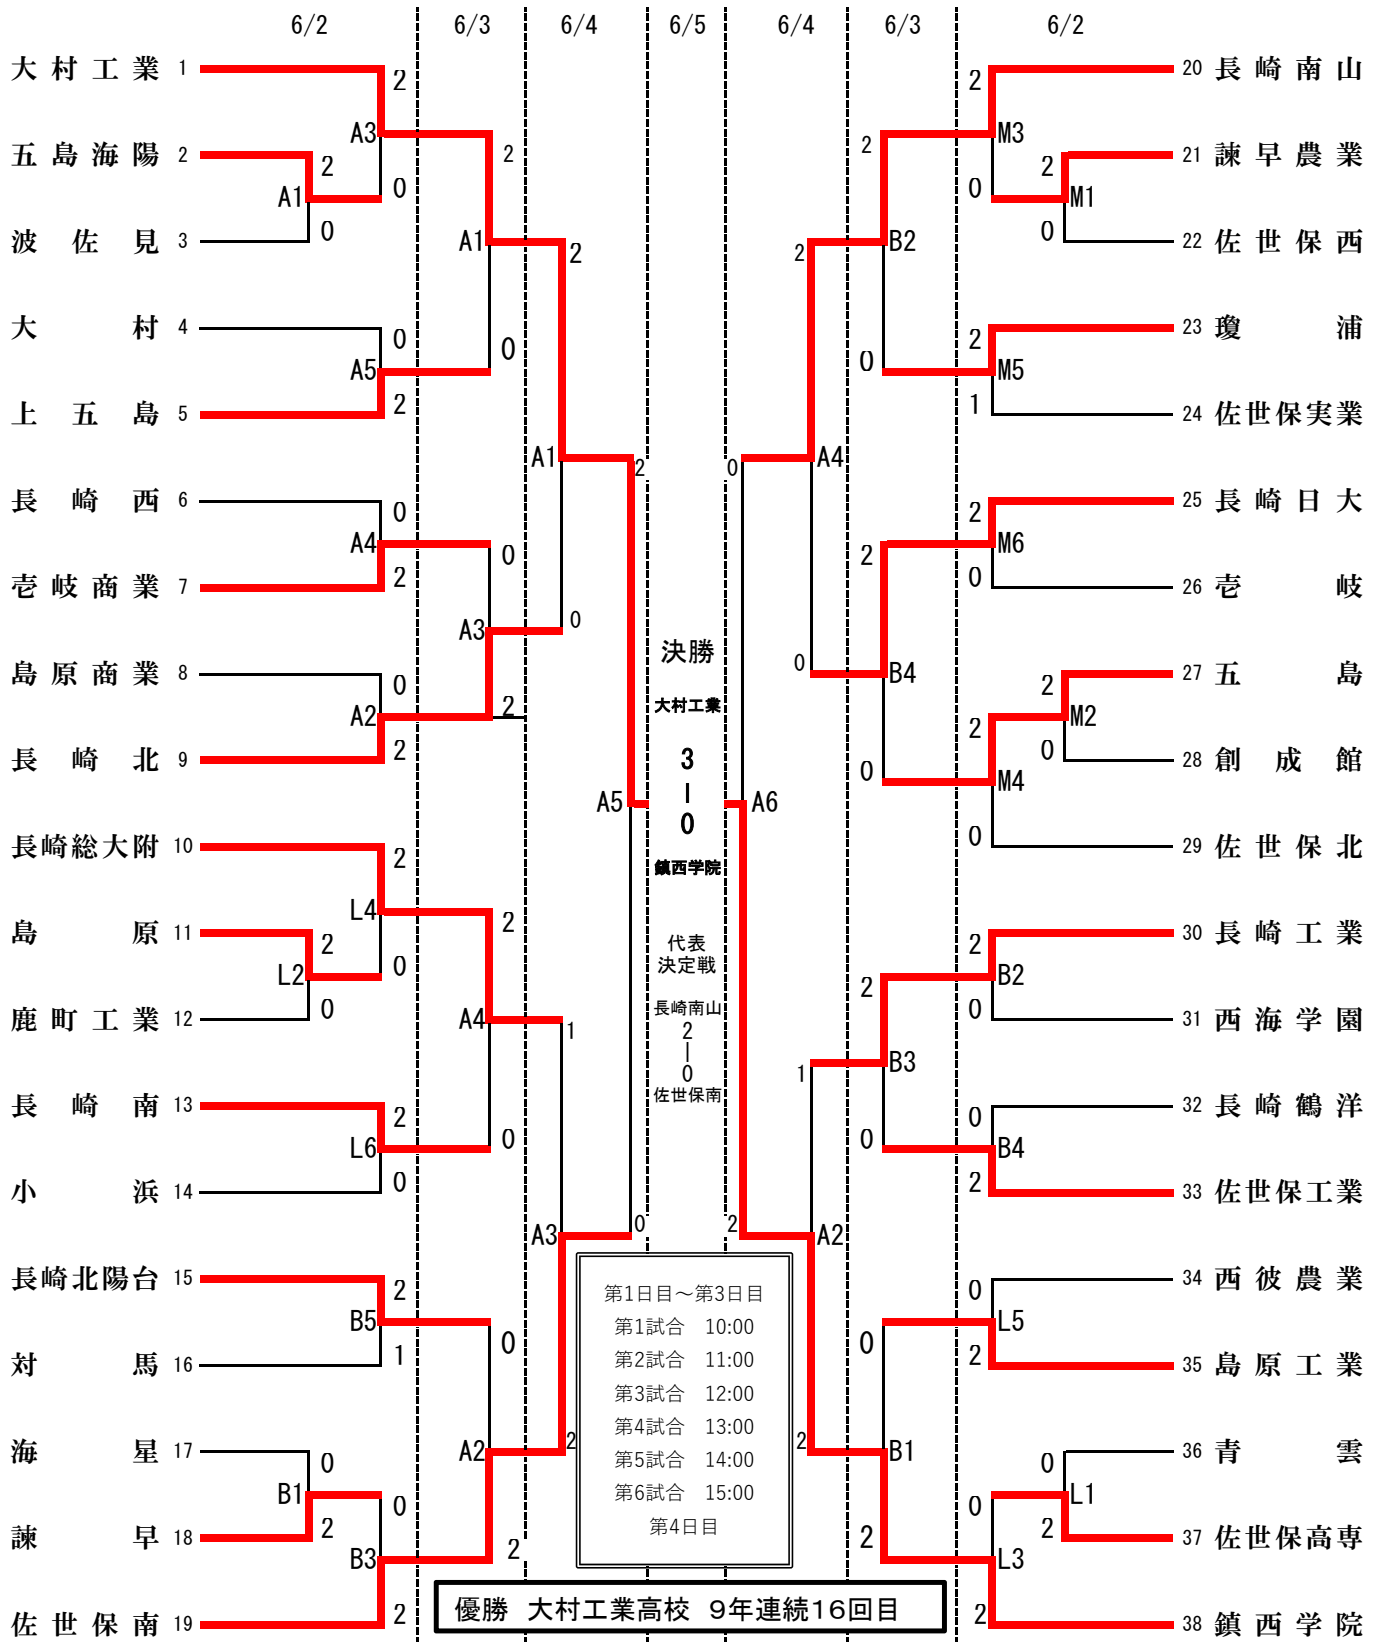 6/2 6/3 6/4 6/5 6/4 6/3 6/2
大村工業 1
五島海陽 2
波佐見 3
大村 4
上五島 5
長崎西 6
壱岐商業 7
島原商業 8
長崎北 9
長崎総大附 10
島原 11
鹿町工業 12
長崎南 13
小浜 14
長崎北陽台 15
対馬 16
海星 17
諫早 18
佐世保南 19
A1 2 0
L2 2 0
B1 0 2
A3 2 0
A5 0 2
A4 0 2
A2 0 2
L4 2 0
L6 2 0
B5 2 1
B3 0 2
A1 2 0
A3 0 2
A4 2 0
A2 0 2
A1 2 0
A3 1 2
A5 2 0
決勝
大村工業
3
|
0
鎮西学院
代表
決定戦
長崎南山
2
|
0
佐世保南
A6 0 2
A4 2 0
A2 1 2
B2 2 0
B4 2 0
B3 2 0
B1 0 2
M3 2 0
M5 2 1
M6 2 0
M4 2 0
B2 2 0
B4 0 2
L5 0 2
L3 0 2
M1 2 0
M2 2 0
L1 0 2
20 長崎南山
21 諫早農業
22 佐世保西
23 瓊浦
24 佐世保実業
25 長崎日大
26 壱岐
27 五島
28 創成館
29 佐世保北
30 長崎工業
31 西海学園
32 長崎鶴洋
33 佐世保工業
34 西彼農業
35 島原工業
36 青雲
37 佐世保高専
38 鎮西学院
第1日目～第3日目
第1試合 10:00
第2試合 11:00
第3試合 12:00
第4試合 13:00
第5試合 14:00
第6試合 15:00
第4日目
優勝 大村工業高校 9年連続16回目